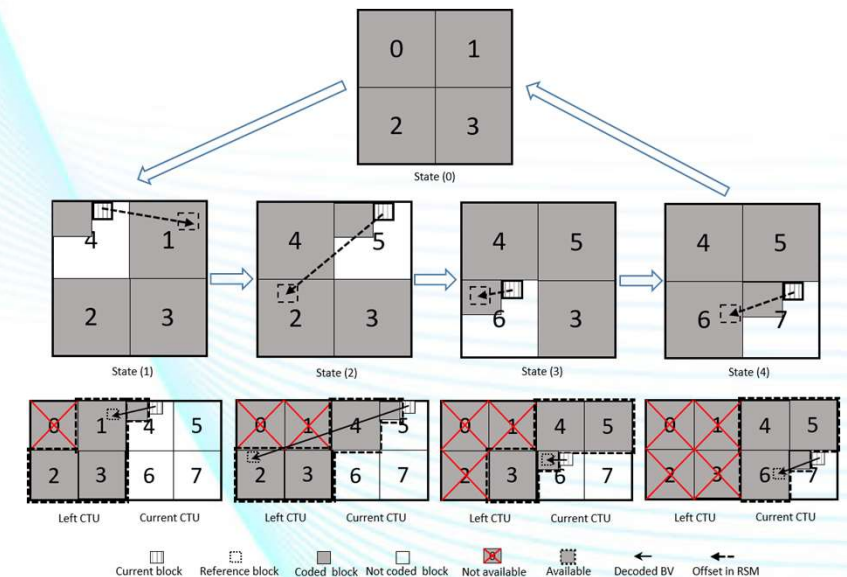 0 1
2 3
State (0)
4 1
2 3
State (1)
4 5
2 3
State (2)
4 5
6 3
State (3)
4 5
6 7
State (4)
0 1 4 5
2 3 6 7
Left CTU Current CTU
0 1 4 5
2 3 6 7
Left CTU Current CTU
0 1 4 5
2 3 6 7
Left CTU Current CTU
0 1 4 5
2 3 6 7
Left CTU Current CTU
0
Current block Reference block Coded block Not coded block Not available Available Decoded BV Offset in RSM